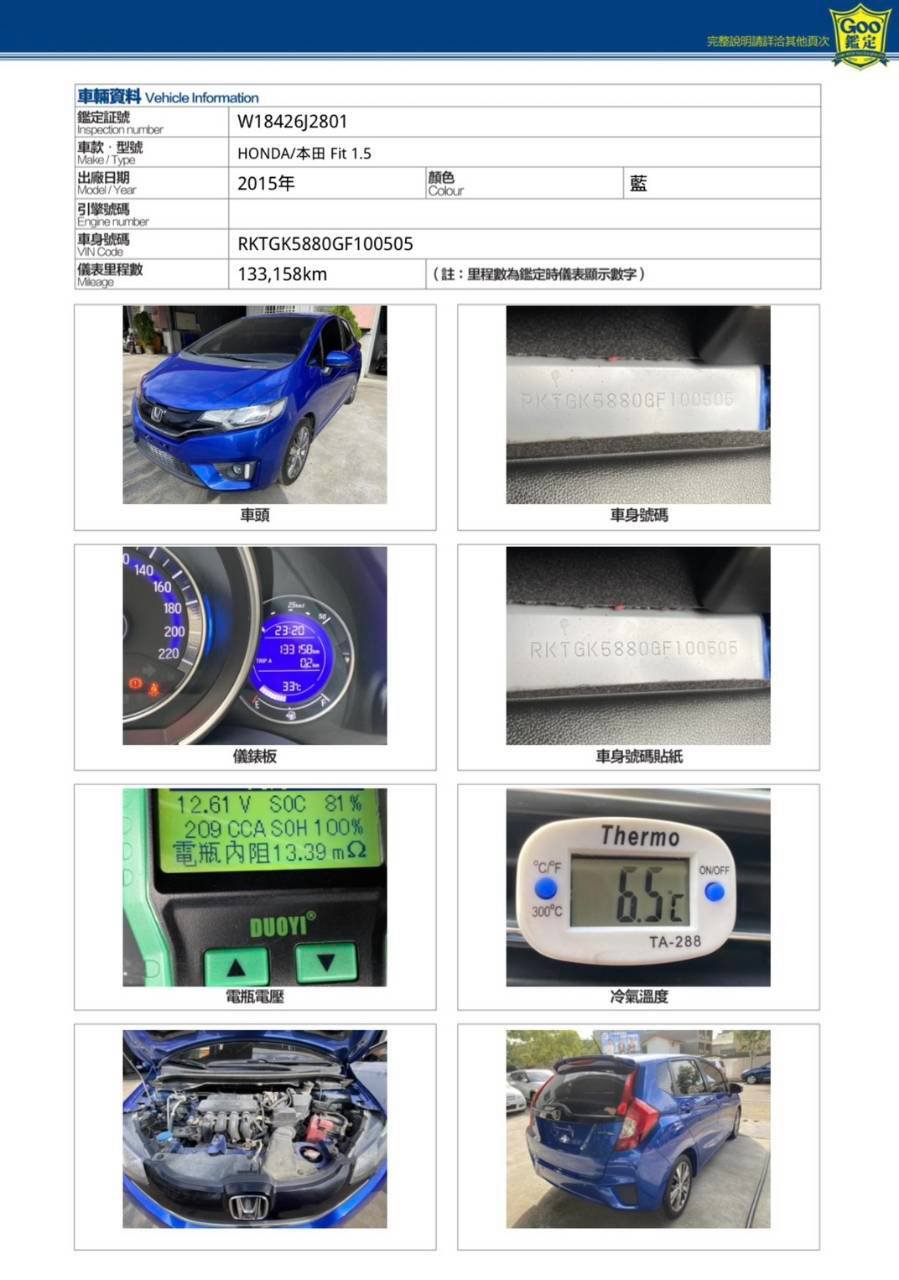 完整說明請詳洽其他頁次
Goo
鑑定
車輛資料 Vehicle Information
鑑定証號
Inspection number
W18426J2801
車款．型號
Make / Type
HONDA/本田 Fit 1.5
出廠日期
Model / Year
2015年
顏色
Colour
藍
引擎號碼
Engine number
車身號碼
VIN Code
RKTGK5880GF100505
儀表里程數
Mileage
133,158km
（註：里程數為鑑定時儀表顯示數字）
車頭
RKTGK5880GF100505
車身號碼
140
160
180
200
220
25
50
23:20
133158km
TRIP A
0.2km
33℃
E
F
儀錶板
RKTGK5880GF100505
車身號碼貼紙
12.61 V SOC 81%
209 CCA SOH 100%
電瓶內阻13.39mΩ
DUOYI®
電瓶電壓
Thermo
°C/°F
ON/OFF
6.5℃
300°C
TA-288
冷氣溫度